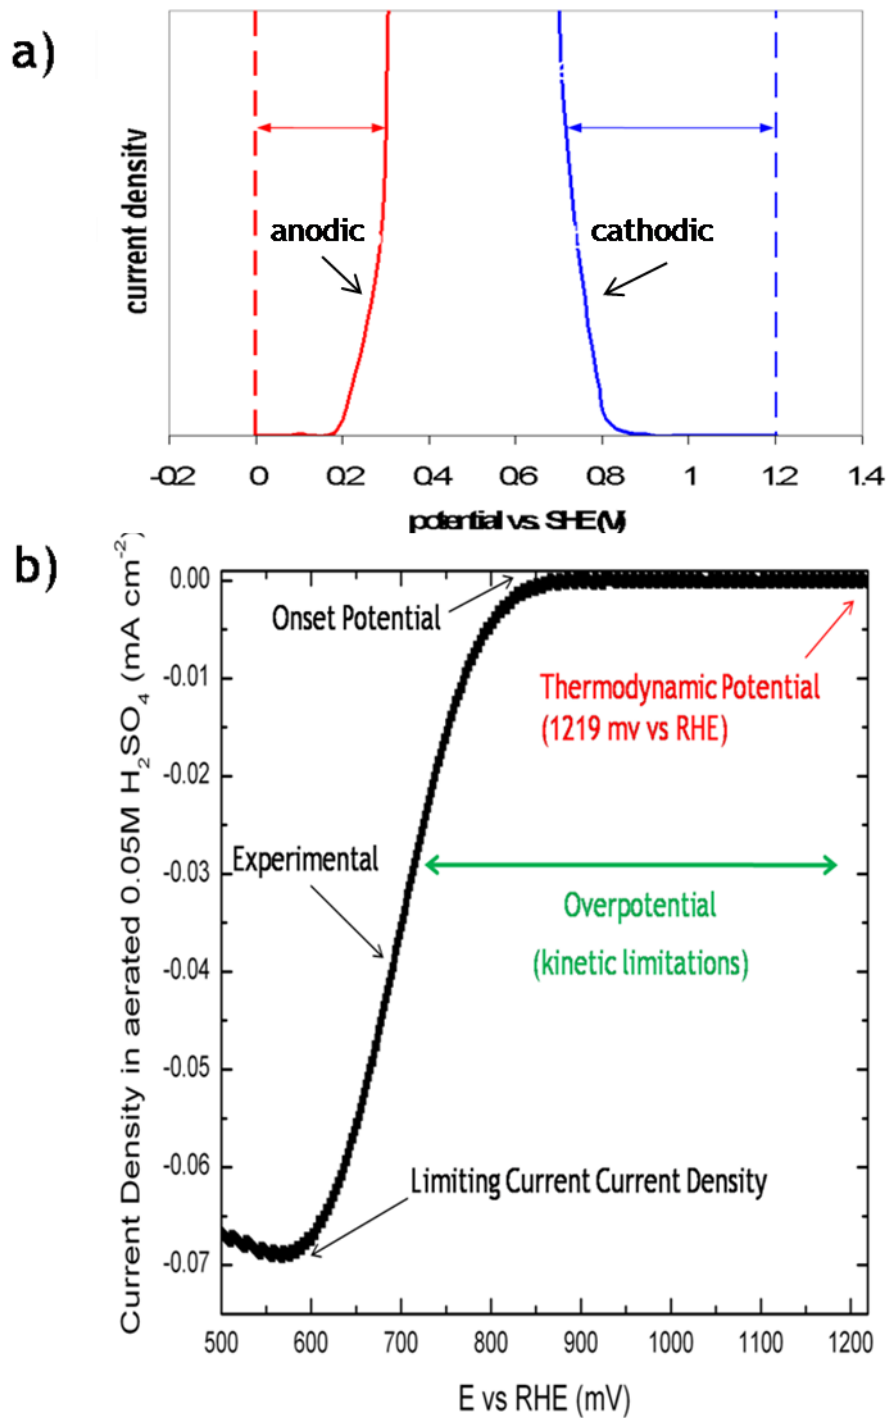 a)
current density
anodic
cathodic
-0.2 0 0.2 0.4 0.6 0.8 1 1.2 1.4
potential vs. SHE(V)
b)
Current Density in aerated 0.05M H₂SO₄ (mA cm⁻²)
0.00
-0.01
-0.02
-0.03
-0.04
-0.05
-0.06
-0.07
Onset Potential
Thermodynamic Potential
(1219 mv vs RHE)
Experimental
Overpotential
(kinetic limitations)
Limiting Current Current Density
500 600 700 800 900 1000 1100 1200
E vs RHE (mV)